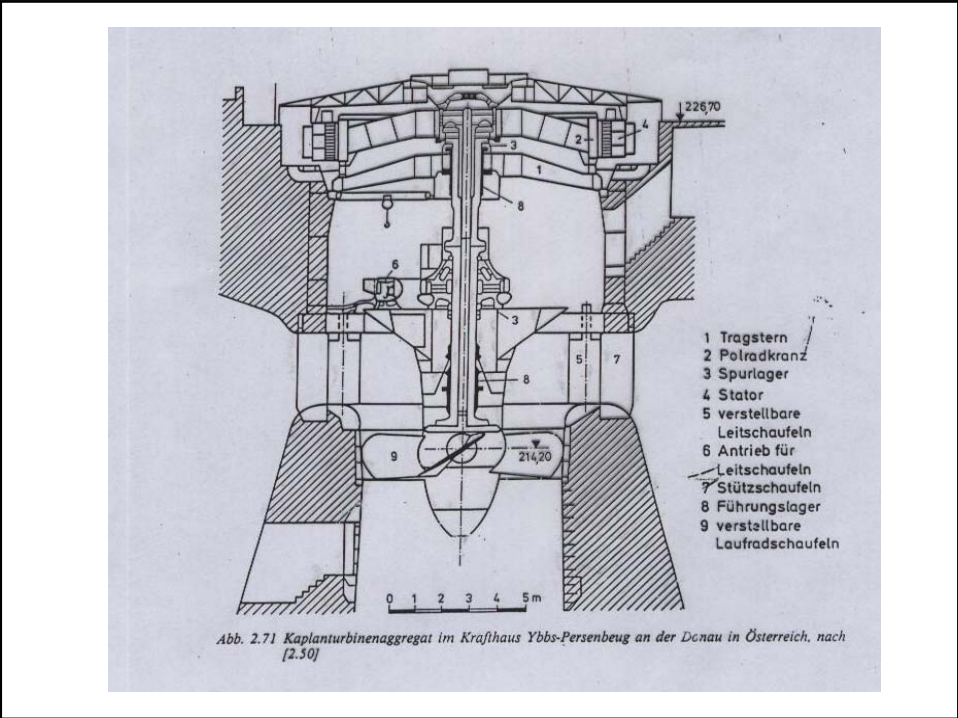 226,70
4
2
3
1
8
6
3
5
7
8
9
214,20
1 Tragstern
2 Polradkranz
3 Spurlager
4 Stator
5 verstellbare
Leitschaufeln
6 Antrieb für
Leitschaufeln
7 Stützschaufeln
8 Führungslager
9 verstellbare
Laufradschaufeln
0 1 2 3 4 5m
Abb. 2.71 Kaplanturbinenaggregat im Krafthaus Ybbs-Persenbeug an der Donau in Österreich, nach
[2.50]